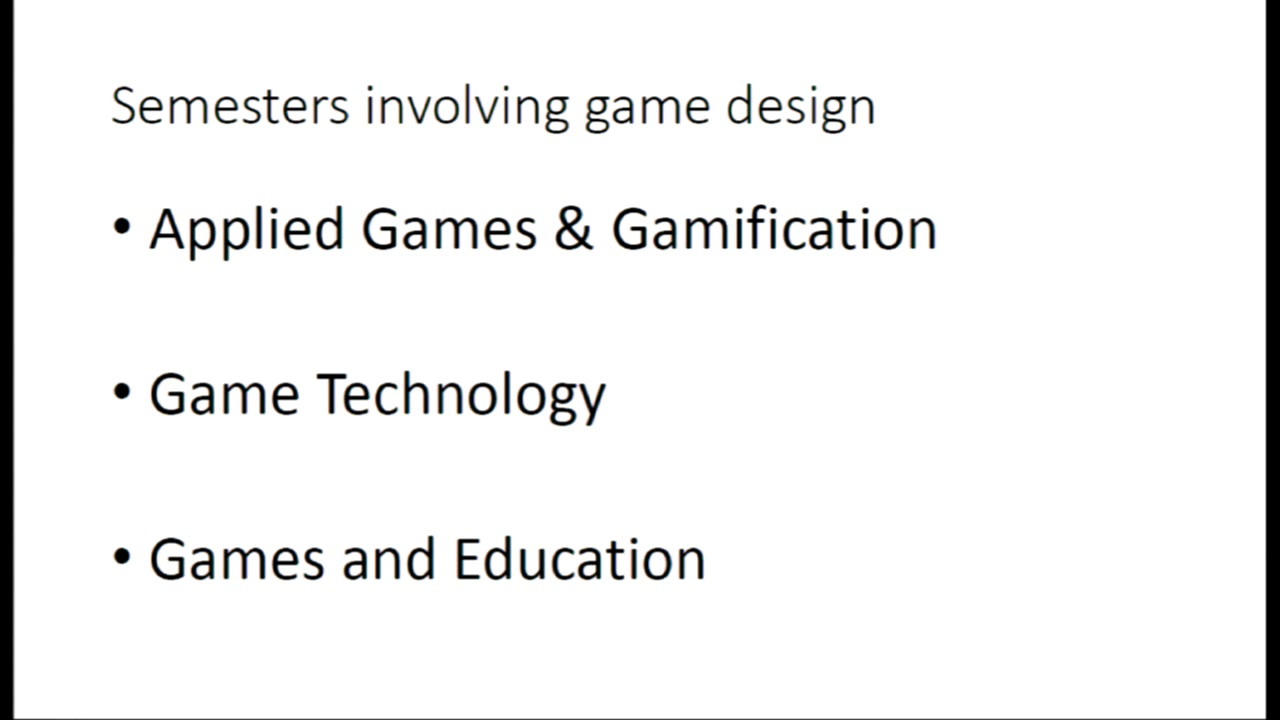 Semesters involving game design
• Applied Games & Gamification
• Game Technology
• Games and Education